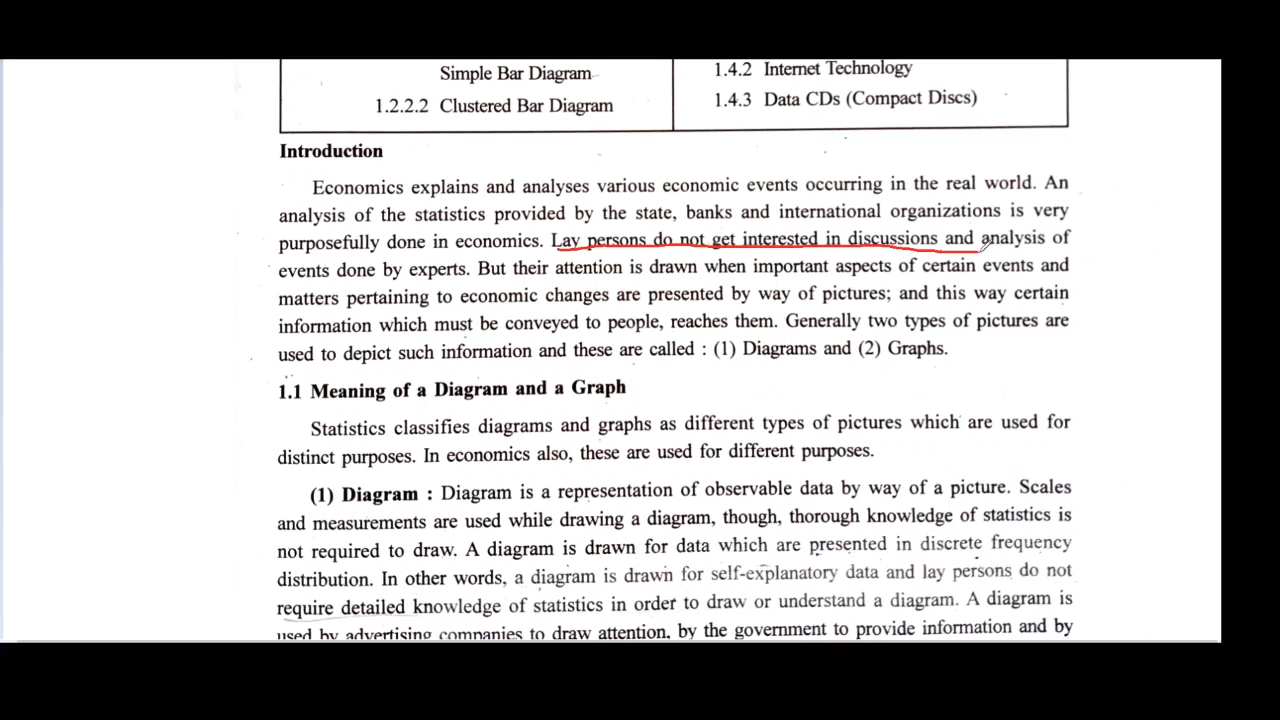 Simple Bar Diagram
1.4.2 Internet Technology
1.2.2.2 Clustered Bar Diagram
1.4.3 Data CDs (Compact Discs)
Introduction
Economics explains and analyses various economic events occurring in the real world. An
analysis of the statistics provided by the state, banks and international organizations is very
purposefully done in economics. Lay persons do not get interested in discussions and analysis of
events done by experts. But their attention is drawn when important aspects of certain events and
matters pertaining to economic changes are presented by way of pictures; and this way certain
information which must be conveyed to people, reaches them. Generally two types of pictures are
used to depict such information and these are called : (1) Diagrams and (2) Graphs.
1.1 Meaning of a Diagram and a Graph
Statistics classifies diagrams and graphs as different types of pictures which are used for
distinct purposes. In economics also, these are used for different purposes.
(1) Diagram : Diagram is a representation of observable data by way of a picture. Scales
and measurements are used while drawing a diagram, though, thorough knowledge of statistics is
not required to draw. A diagram is drawn for data which are presented in discrete frequency
distribution. In other words, a diagram is drawn for self-explanatory data and lay persons do not
require detailed knowledge of statistics in order to draw or understand a diagram. A diagram is
used by advertising companies to draw attention, by the government to provide information and by